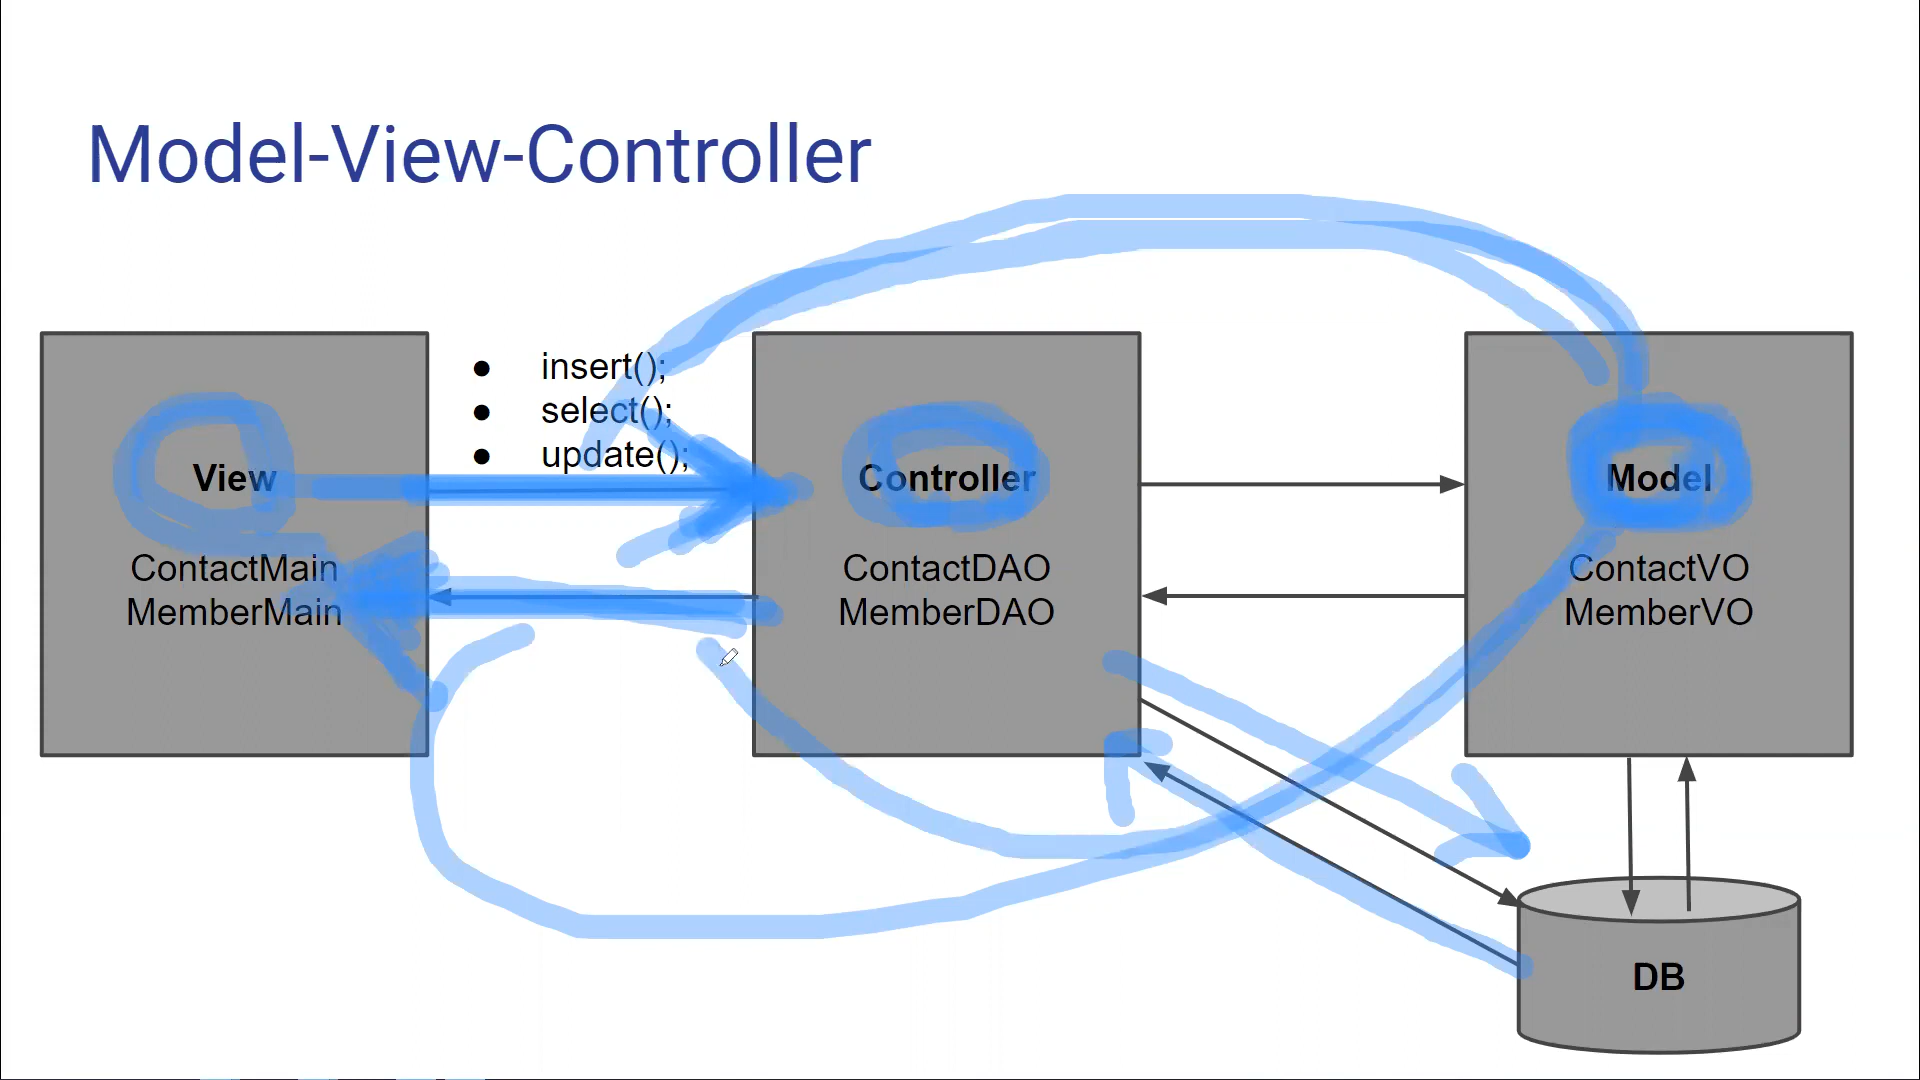 Model-View-Controller
● insert();
● select();
● update();
View
ContactMain
MemberMain
Controller
ContactDAO
MemberDAO
Model
ContactVO
MemberVO
DB